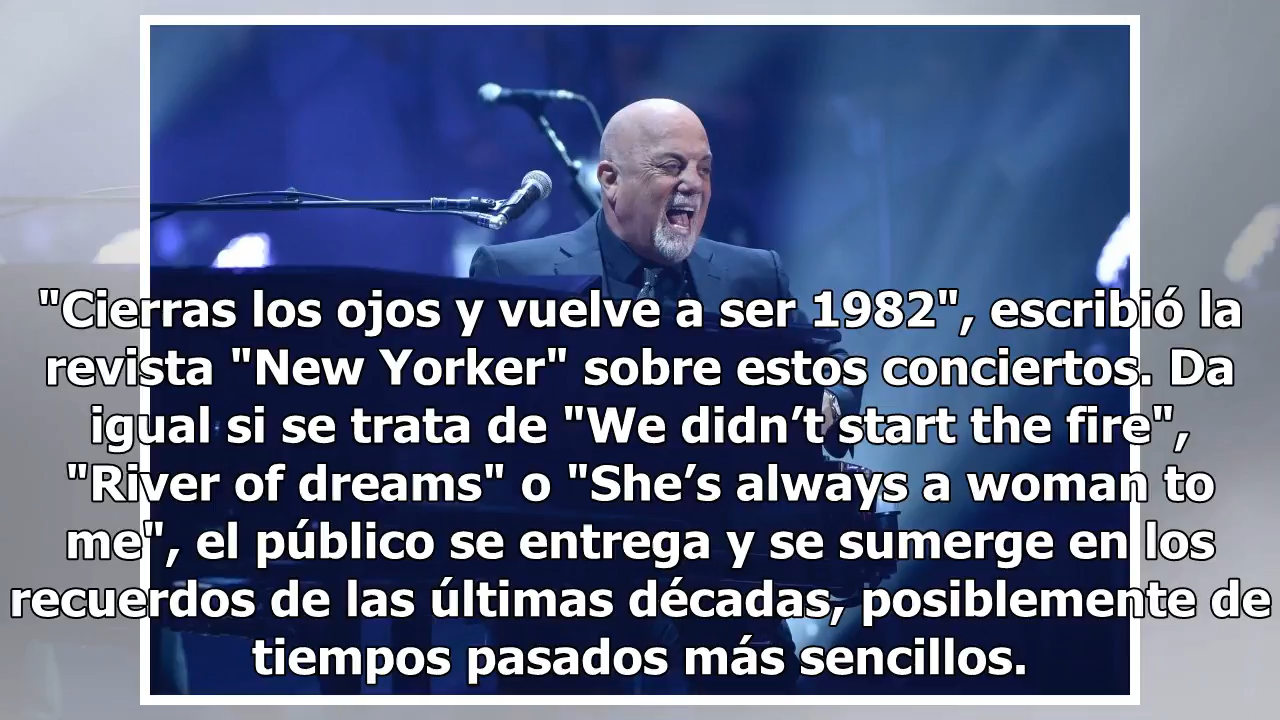 "Cierras los ojos y vuelve a ser 1982", escribió la
revista "New Yorker" sobre estos conciertos. Da
igual si se trata de "We didn’t start the fire",
"River of dreams" o "She’s always a woman to
me", el público se entrega y se sumerge en los
recuerdos de las últimas décadas, posiblemente de
tiempos pasados más sencillos.